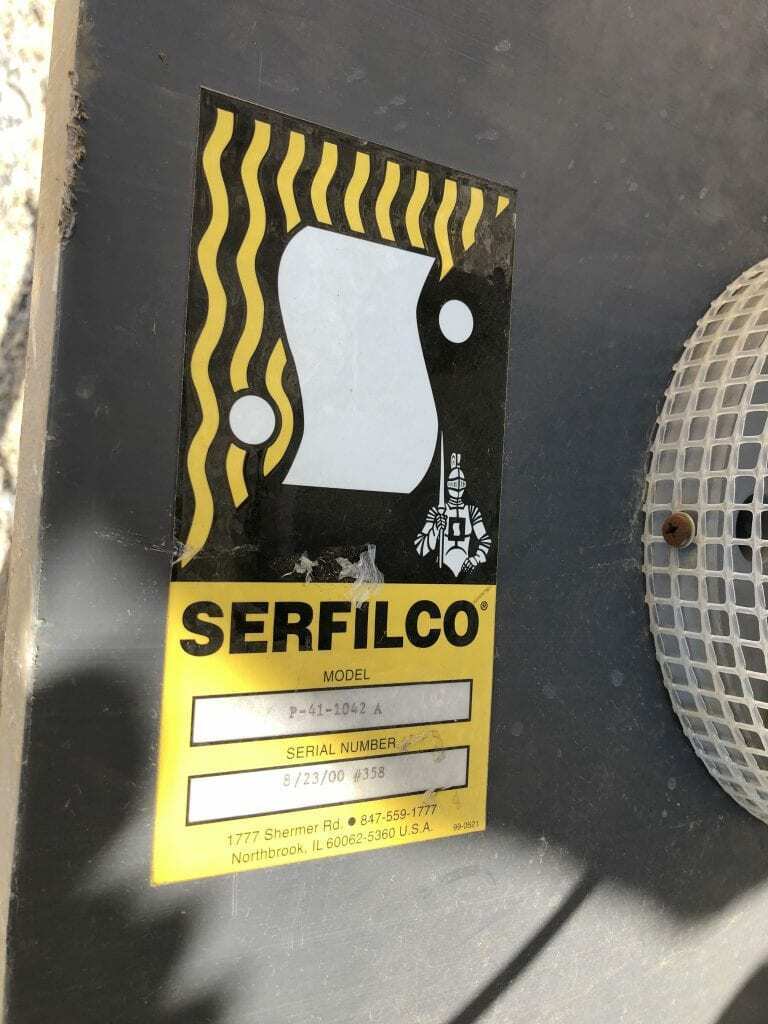 SERFILCO®
MODEL
P-41-1042 A
SERIAL NUMBER
8/23/00 #358
1777 Shermer Rd. ● 847-559-1777
Northbrook, IL 60062-5360 U.S.A.
99-0521